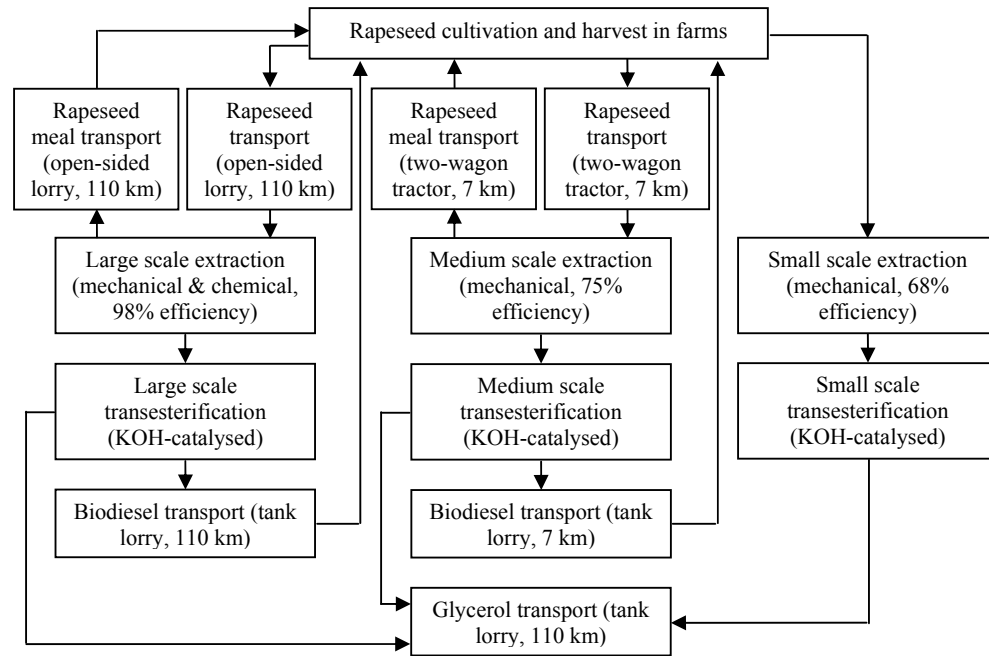 Rapeseed cultivation and harvest in farms
Rapeseed
meal transport
(open-sided
lorry, 110 km)
Rapeseed
transport
(open-sided
lorry, 110 km)
Rapeseed
meal transport
(two-wagon
tractor, 7 km)
Rapeseed
transport
(two-wagon
tractor, 7 km)
Large scale extraction
(mechanical & chemical,
98% efficiency)
Medium scale extraction
(mechanical, 75%
efficiency)
Small scale extraction
(mechanical, 68%
efficiency)
Large scale
transesterification
(KOH-catalysed)
Medium scale
transesterification
(KOH-catalysed)
Small scale
transesterification
(KOH-catalysed)
Biodiesel transport (tank
lorry, 110 km)
Biodiesel transport (tank
lorry, 7 km)
Glycerol transport (tank
lorry, 110 km)